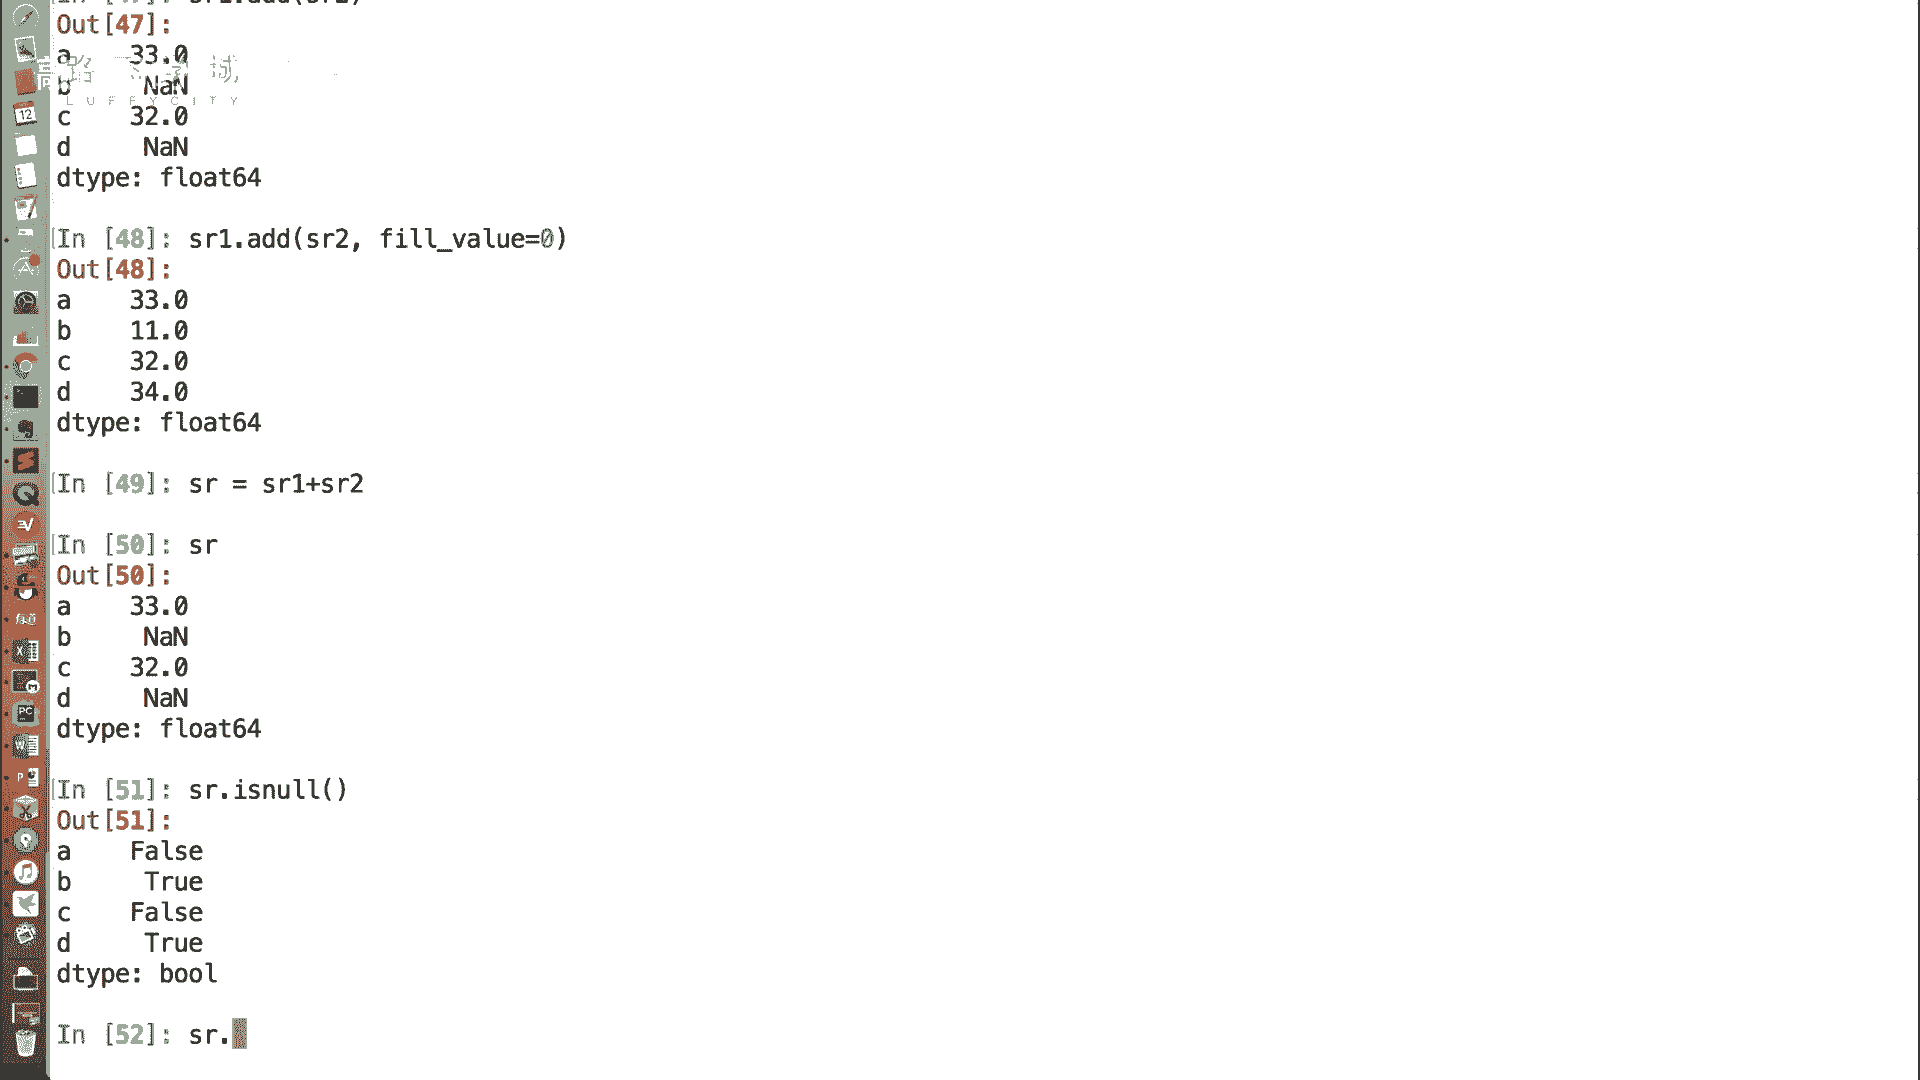 In [47]: sr1.add(sr2)
Out[47]:
a     33.0
b      NaN
LUFFYCITY
c     32.0
d      NaN
dtype: float64
In [48]: sr1.add(sr2, fill_value=0)
Out[48]:
a     33.0
b     11.0
c     32.0
d     34.0
dtype: float64
In [49]: sr = sr1+sr2
In [50]: sr
Out[50]:
a     33.0
b      NaN
c     32.0
d      NaN
dtype: float64
In [51]: sr.isnull()
Out[51]:
a     False
b      True
c     False
d      True
dtype: bool
In [52]: sr.